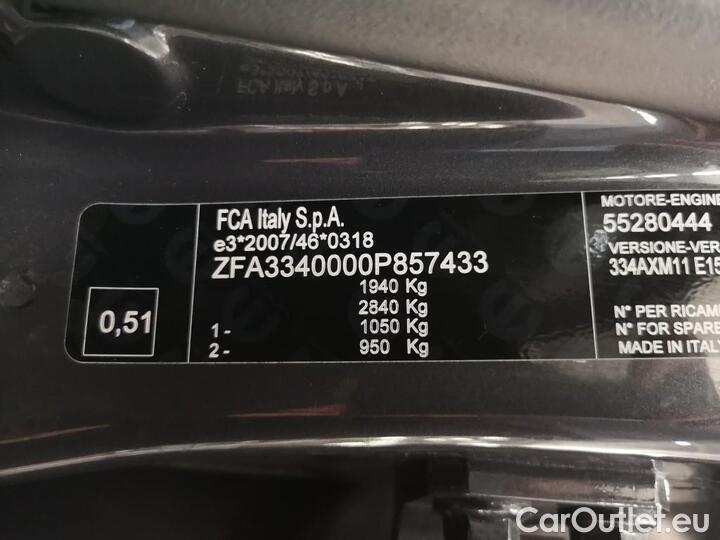 FCA Italy S.p.A.
e3*2007/46*0318
ZFA3340000P857433
1940 Kg
2840 Kg
1- 1050 Kg
2- 950 Kg
0,51
MOTORE-ENGINE
55280444
VERSIONE-VER
334AXM11 E15
N° PER RICAM
N° FOR SPARE
MADE IN ITALY
CarOutlet.eu